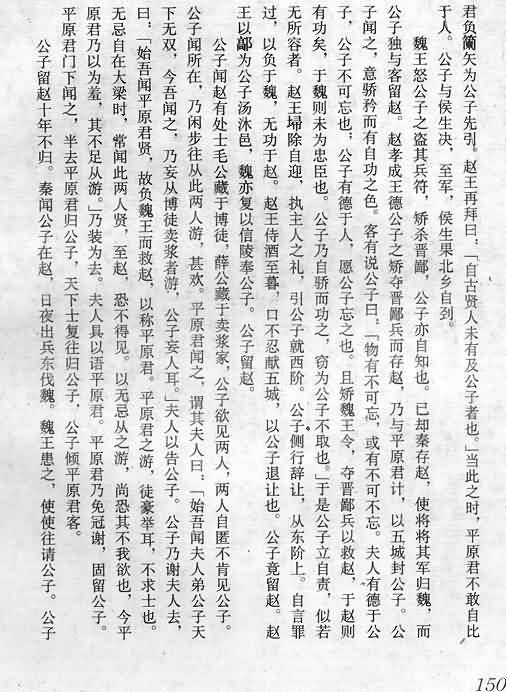 君负韊矢为公子先引。赵王再拜曰：「自古贤人未有及公子者也。」当此之时，平原君不敢自比
于人。公子与侯生决，至军，侯生果北乡自刭。
魏王怒公子之盗其兵符，矫杀晋鄙，公子亦自知也。已却秦存赵，使将将其军归魏，而
公子独与客留赵。赵孝成王德公子之矫夺晋鄙兵而存赵，乃与平原君计，以五城封公子。公
子闻之，意骄矜而有自功之色。客有说公子曰：「物有不可忘，或有不可不忘。夫人有德于公
子，公子不可忘也；公子有德于人，愿公子忘之也。且矫魏王令，夺晋鄙兵以救赵，于赵则
有功矣，于魏则未为忠臣也。公子乃自骄而功之，窃为公子不取也。」于是公子立自责，似若
无所容者。赵王埽除自迎，执主人之礼，引公子就西阶。公子侧行辞让，从东阶上。自言罪
过，以负于魏，无功于赵。赵王侍酒至暮，口不忍献五城，以公子退让也。公子竟留赵。赵
王以鄗为公子汤沐邑，魏亦复以信陵奉公子。公子留赵。
公子闻赵有处士毛公藏于博徒，薛公藏于卖浆家，公子欲见两人，两人自匿不肯见公子。
公子闻所在，乃闲步往从此两人游，甚欢。平原君闻之，谓其夫人曰：「始吾闻夫人弟公子天
下无双，今吾闻之，乃妄从博徒卖浆者游，公子妄人耳。」夫人以告公子。公子乃谢夫人去，
曰：「始吾闻平原君贤，故负魏王而救赵，以称平原君。平原君之游，徒豪举耳，不求士也。
无忌自在大梁时，常闻此两人贤，至赵，恐不得见。以无忌从之游，尚恐其不我欲也，今平
原君乃以为羞，其不足从游。」乃装为去。夫人具以语平原君。平原君乃免冠谢，固留公子。
平原君门下闻之，半去平原君归公子，天下士复往归公子，公子倾平原君客。
公子留赵十年不归。秦闻公子在赵，日夜出兵东伐魏。魏王患之，使使往请公子。公子
150